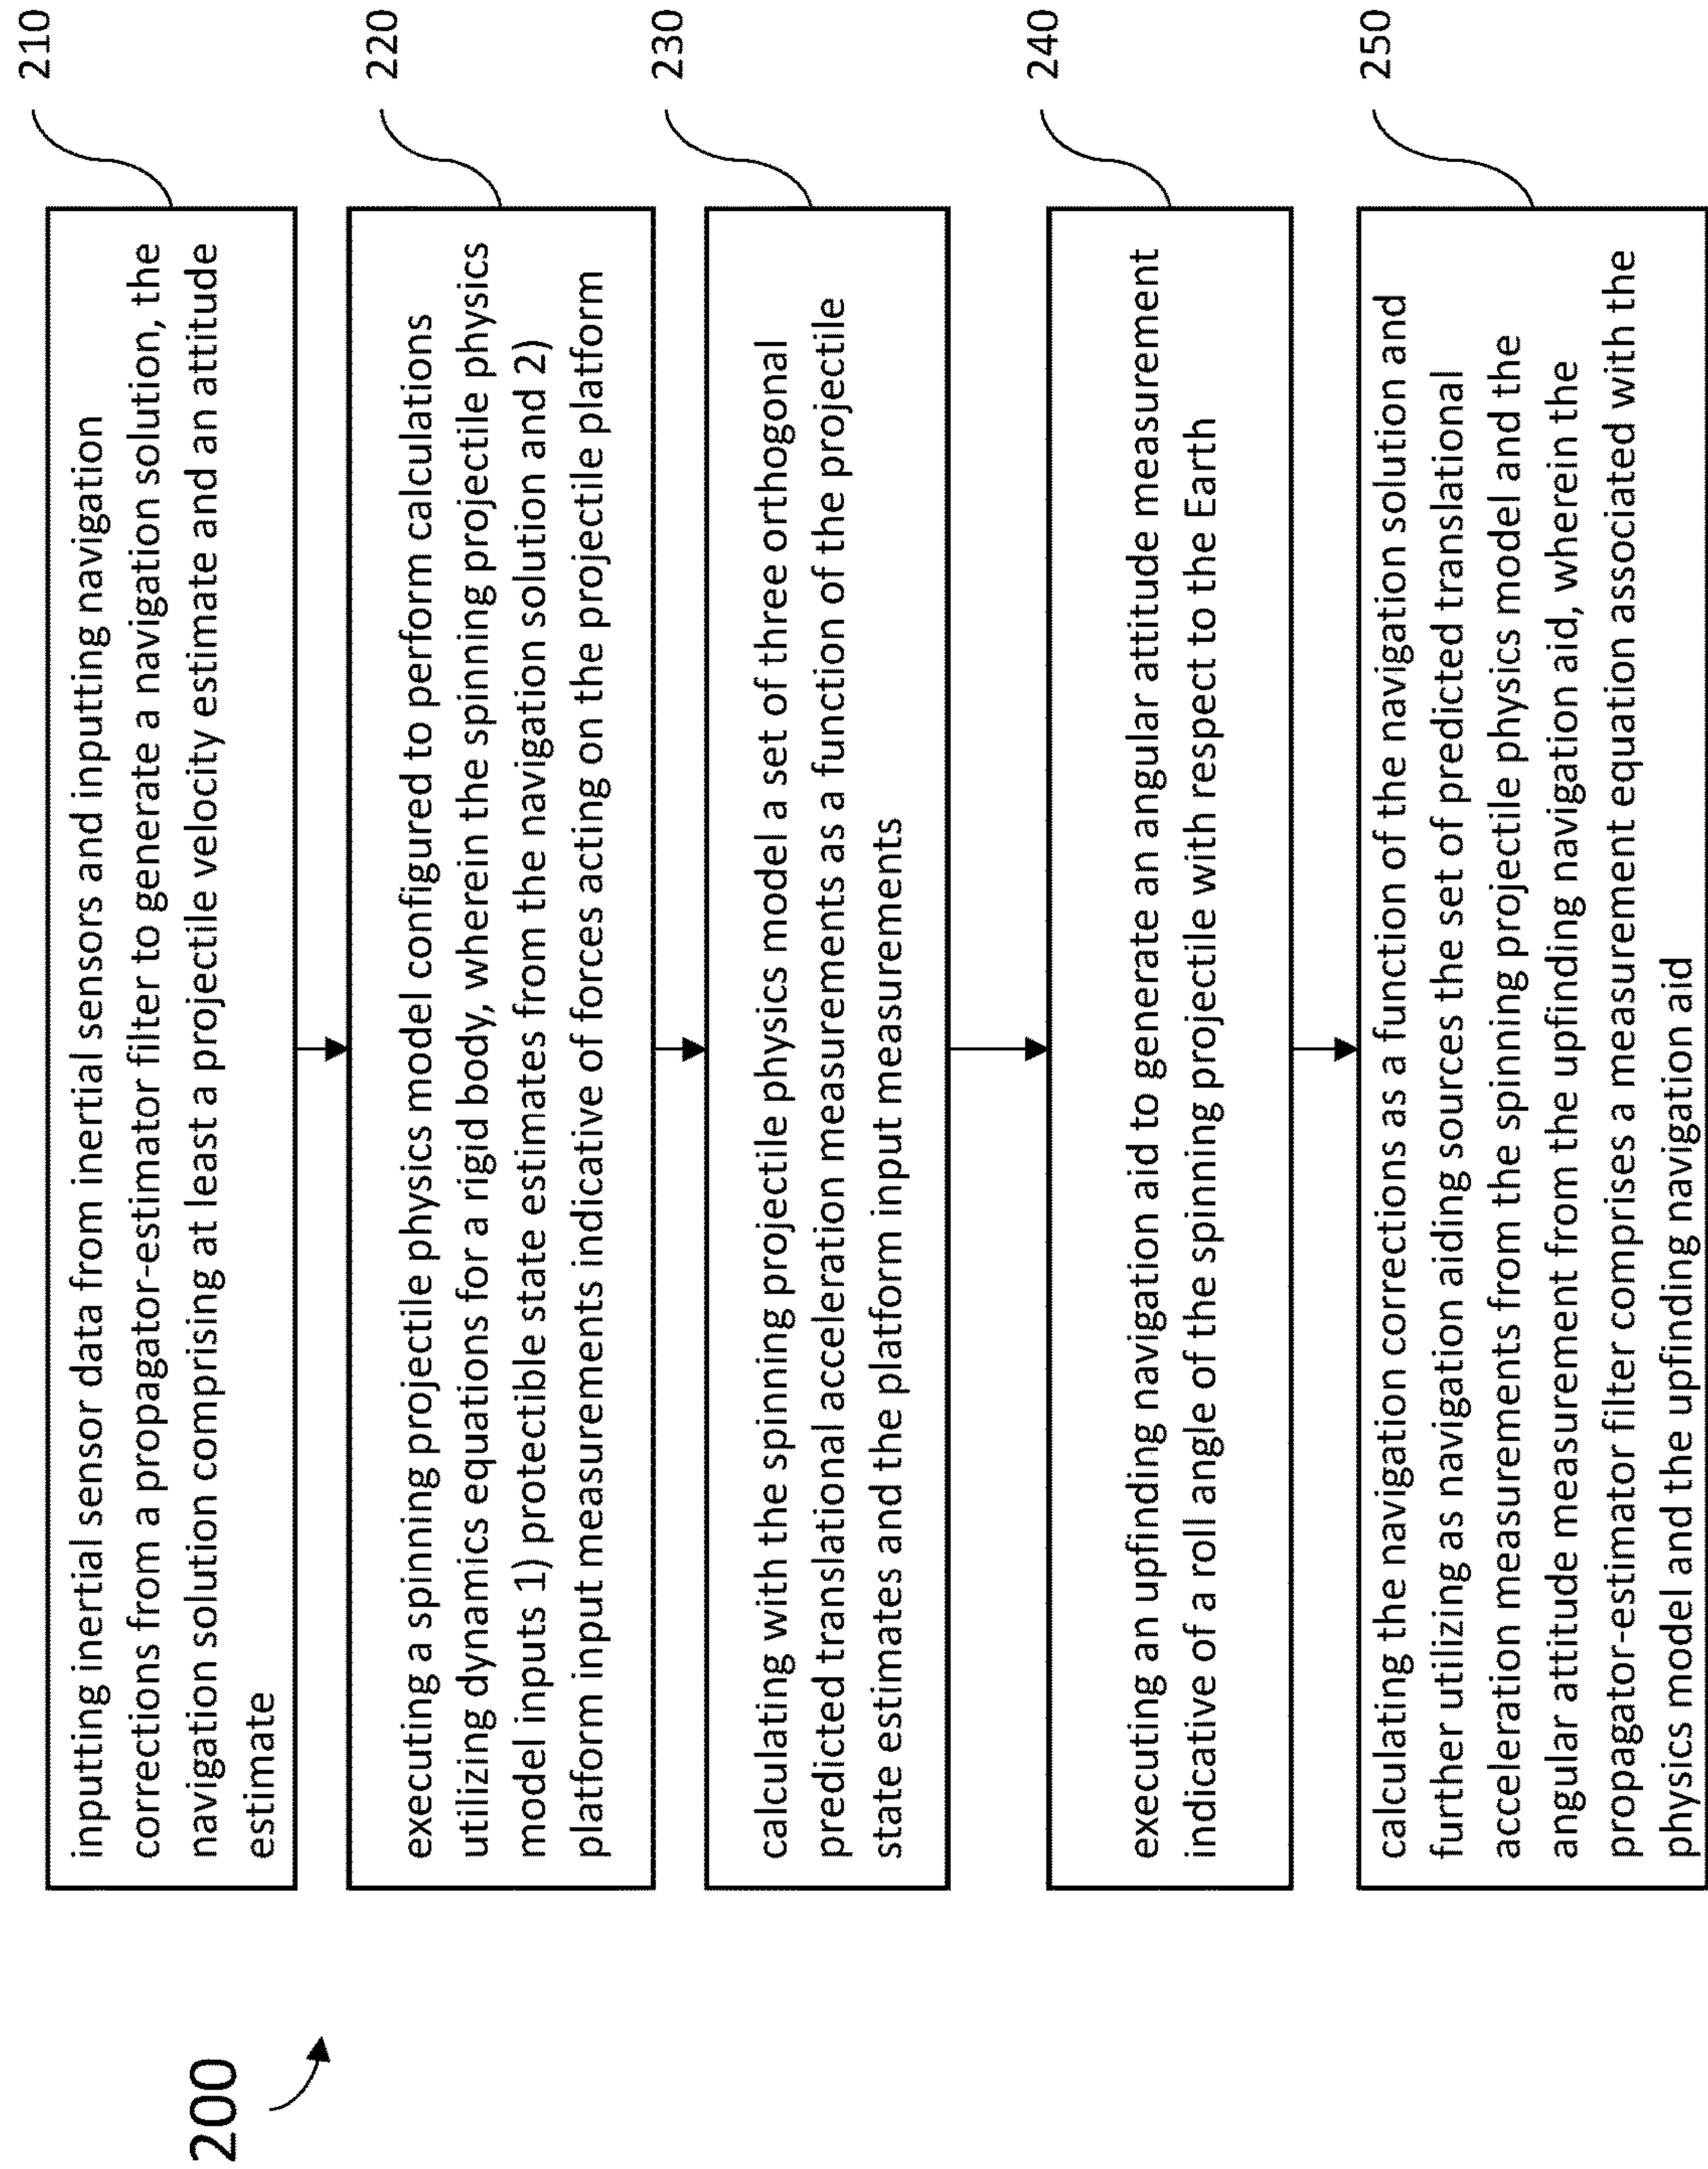 200
210
inputting inertial sensor data from inertial sensors and inputting navigation
corrections from a propagator-estimator filter to generate a navigation solution, the
navigation solution comprising at least a projectile velocity estimate and an attitude
estimate
220
executing a spinning projectile physics model configured to perform calculations
utilizing dynamics equations for a rigid body, wherein the spinning projectile physics
model inputs 1) protectible state estimates from the navigation solution and 2)
platform input measurements indicative of forces acting on the projectile platform
230
calculating with the spinning projectile physics model a set of three orthogonal
predicted translational acceleration measurements as a function of the projectile
state estimates and the platform input measurements
240
executing an upfinding navigation aid to generate an angular attitude measurement
indicative of a roll angle of the spinning projectile with respect to the Earth
250
calculating the navigation corrections as a function of the navigation solution and
further utilizing as navigation aiding sources the set of predicted translational
acceleration measurements from the spinning projectile physics model and the
angular attitude measurement from the upfinding navigation aid, wherein the
propagator-estimator filter comprises a measurement equation associated with the
physics model and the upfinding navigation aid